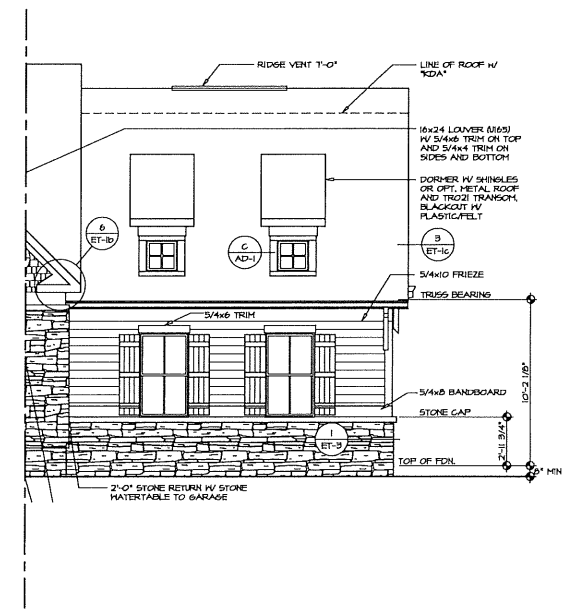 RIDGE VENT 7'-0"
LINE OF ROOF W/
"KDA"
16x24 LOUVER (V165)
W/ 5/4x6 TRIM ON TOP
AND 5/4x4 TRIM ON
SIDES AND BOTTOM
DORMER W/ SHINGLES
OR OPT. METAL ROOF
AND TR021 TRANSOM,
BLACKOUT W/
PLASTIC/FELT
6
ET-1b
C
AD-1
3
ET-1c
5/4x10 FRIEZE
TRUSS BEARING
5/4x6 TRIM
10'-2 1/8"
5/4x8 BANDBOARD
STONE CAP
2'-11 3/4"
1
ET-3
TOP OF FDN.
8" MIN
2'-0" STONE RETURN W/ STONE
WATERTABLE TO GARAGE